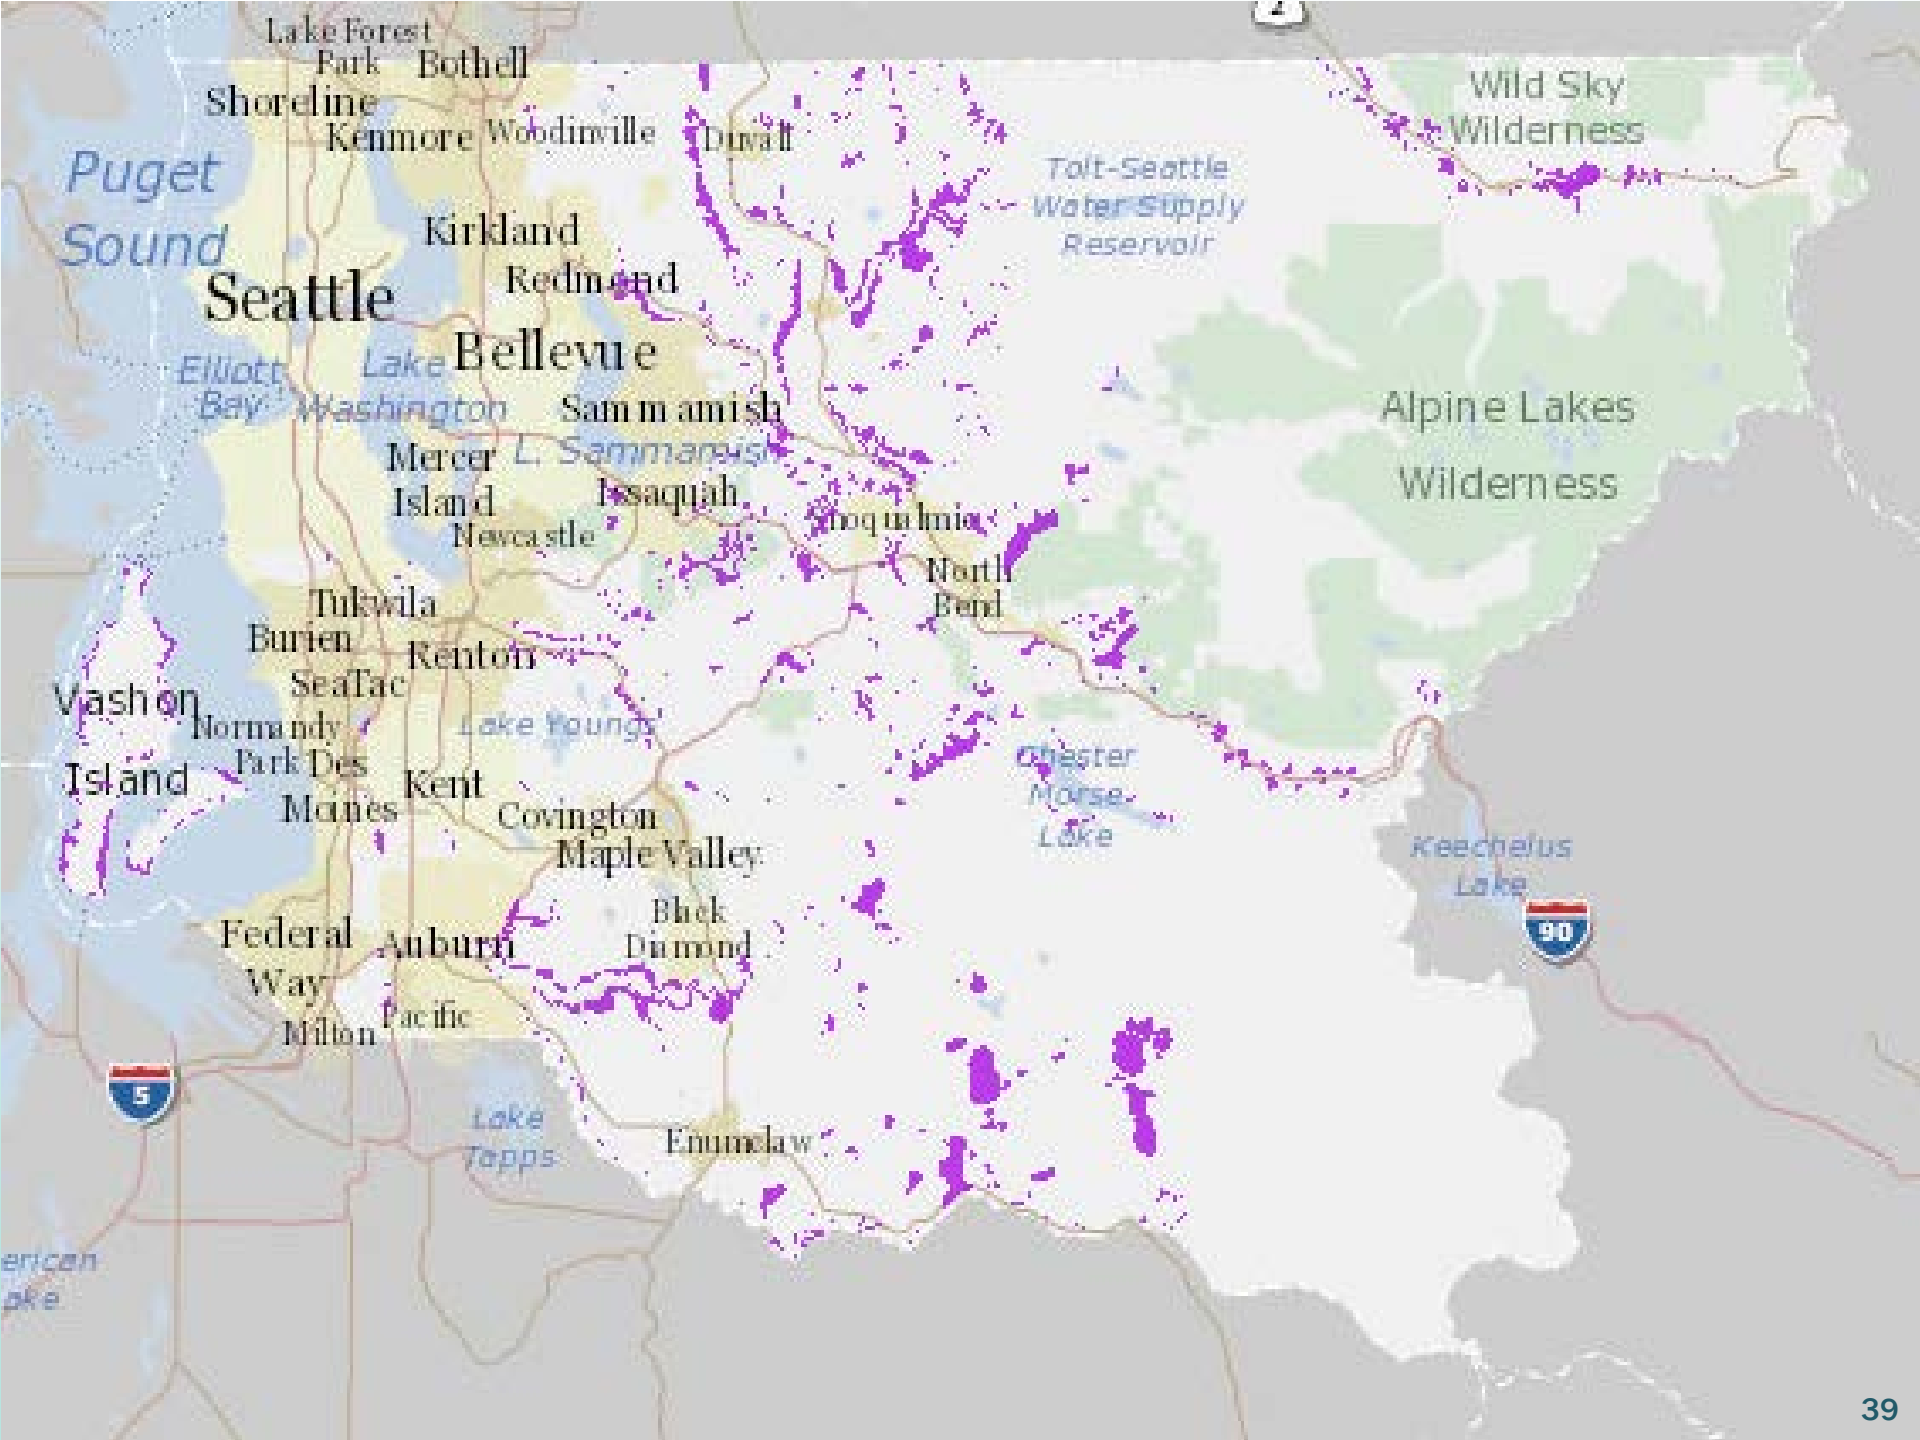 2
Lake Forest
Park
Bothell
Shoreline
Kenmore
Woodinville
Duvall
Wild Sky
Wilderness
Puget
Sound
Tolt-Seattle
Water Supply
Reservoir
Kirkland
Redmond
Seattle
Bellevue
Elliott
Bay
Lake
Washington
Sammamish
L. Sammamish
Alpine Lakes
Wilderness
Mercer
Island
Issaquah
Newcastle
Snoqualmie
North
Bend
Tukwila
Burien
Renton
SeaTac
Vashon
Island
Normandy
Park
Des
Moines
Lake Youngs
Kent
Covington
Maple Valley
Chester
Morse
Lake
Keechelus
Lake
90
Black
Diamond
Federal
Way
Auburn
Milton
Pacific
5
Lake
Tapps
Enumclaw
erican
ake
39